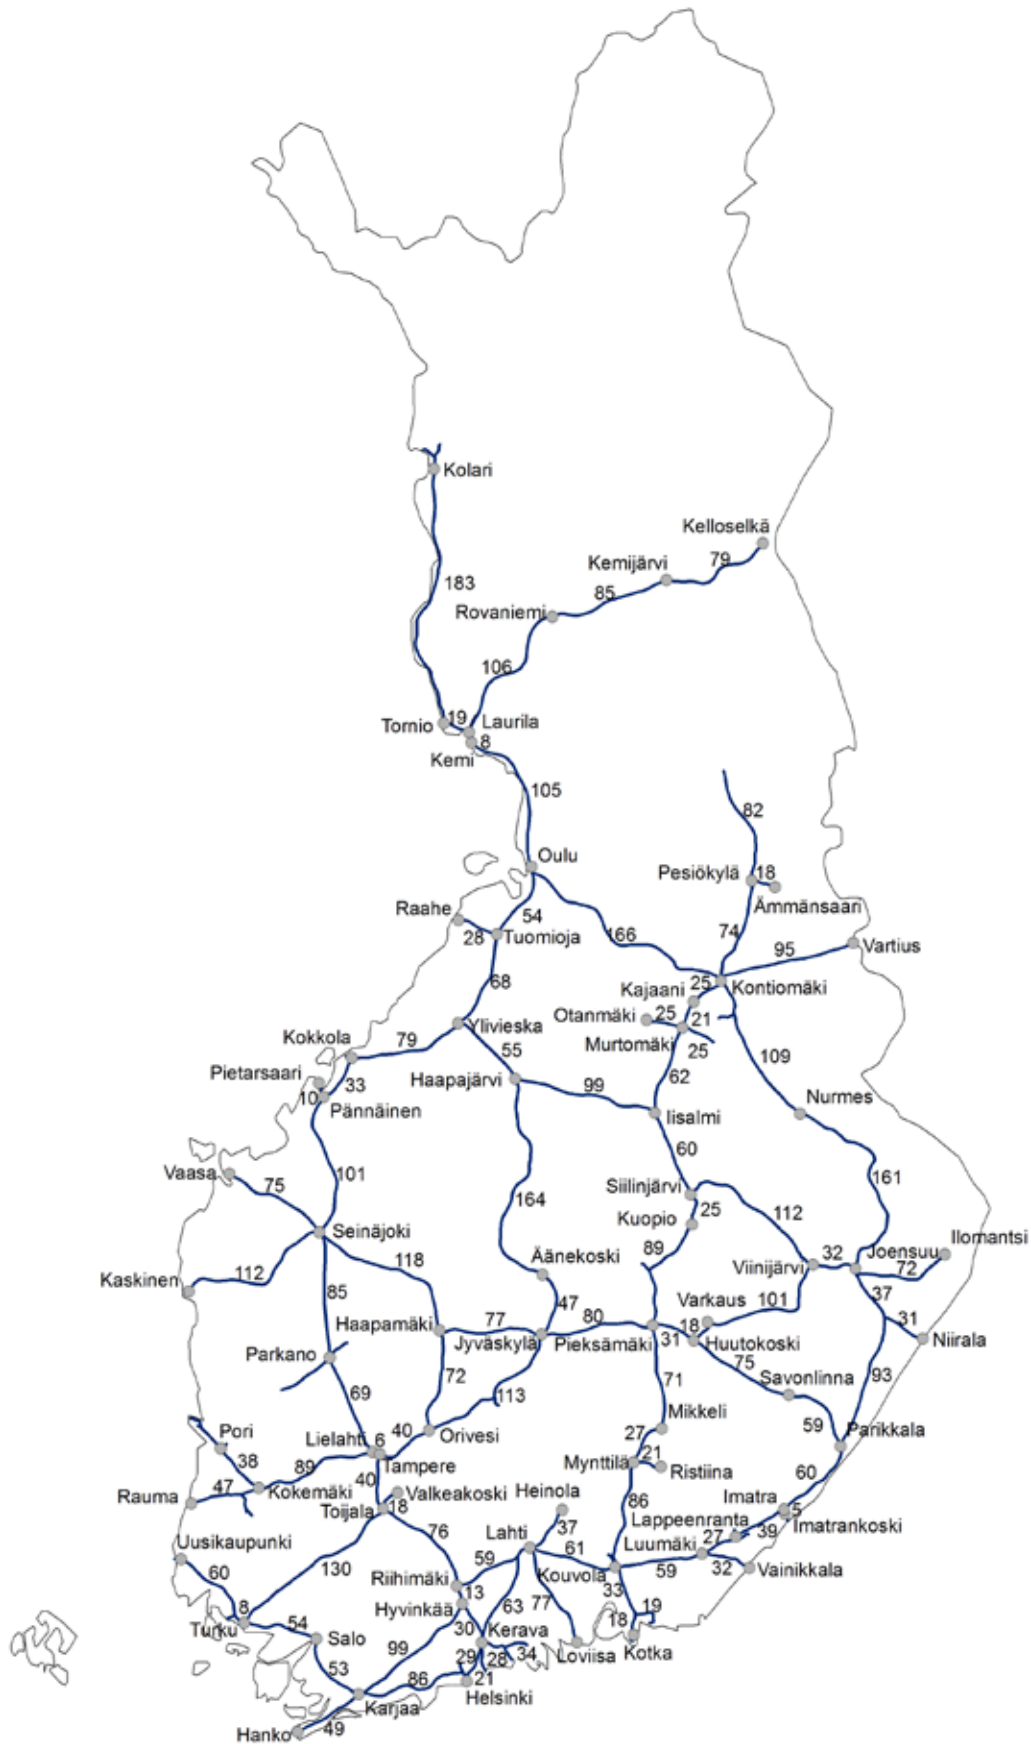 Kolari
Kelloselkä
Kemijärvi
79
183
85
Rovaniemi
106
Tornio
19
Laurila
8
Kemi
105
82
Oulu
Pesiökylä
18
Ämmänsaari
Raahe
54
28
Tuomioja
166
74
95
Vartius
68
Kajaani
25
Kontiomäki
Otanmäki
25
21
Ylivieska
Murtomäki
25
Kokkola
79
55
109
Pietarsaari
33
Haapajärvi
99
62
10
Pännäinen
Iisalmi
Nurmes
60
Vaasa
75
101
161
Siilinjärvi
164
25
112
Kuopio
Seinäjoki
118
Äänekoski
89
Viinijärvi
32
Joensuu
Ilomantsi
72
Kaskinen
112
85
47
Varkaus
101
37
Haapamäki
77
80
18
31
Jyväskylä
Pieksämäki
31
Huutokoski
Niirala
Parkano
72
75
93
113
71
Savonlinna
69
59
Mikkeli
Parikkala
Pori
Lielahti
6
40
Orivesi
27
38
89
Tampere
Mynttilä
21
Ristiina
60
47
40
Rauma
Kokemäki
Valkeakoski
Heinola
86
Imatra
5
Toijala
18
37
Lappeenranta
Imatrankoski
39
Uusikaupunki
76
Lahti
61
Luumäki
27
60
130
59
Kouvola
59
32
Vainikkala
Riihimäki
13
33
8
Hyvinkää
63
77
19
Turku
54
Salo
30
Kerava
18
99
Loviisa
Kotka
29
28
34
53
86
21
Karjaa
Helsinki
Hanko
49